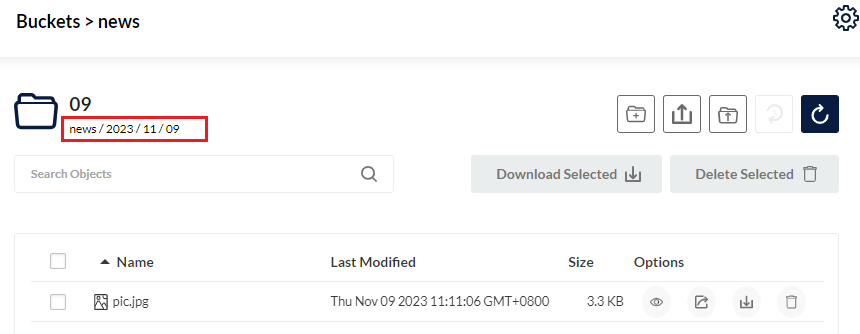 Buckets > news
09
news / 2023 / 11 / 09
Search Objects
Download Selected
Delete Selected
Name Last Modified Size Options
pic.jpg Thu Nov 09 2023 11:11:06 GMT+0800 3.3 KB